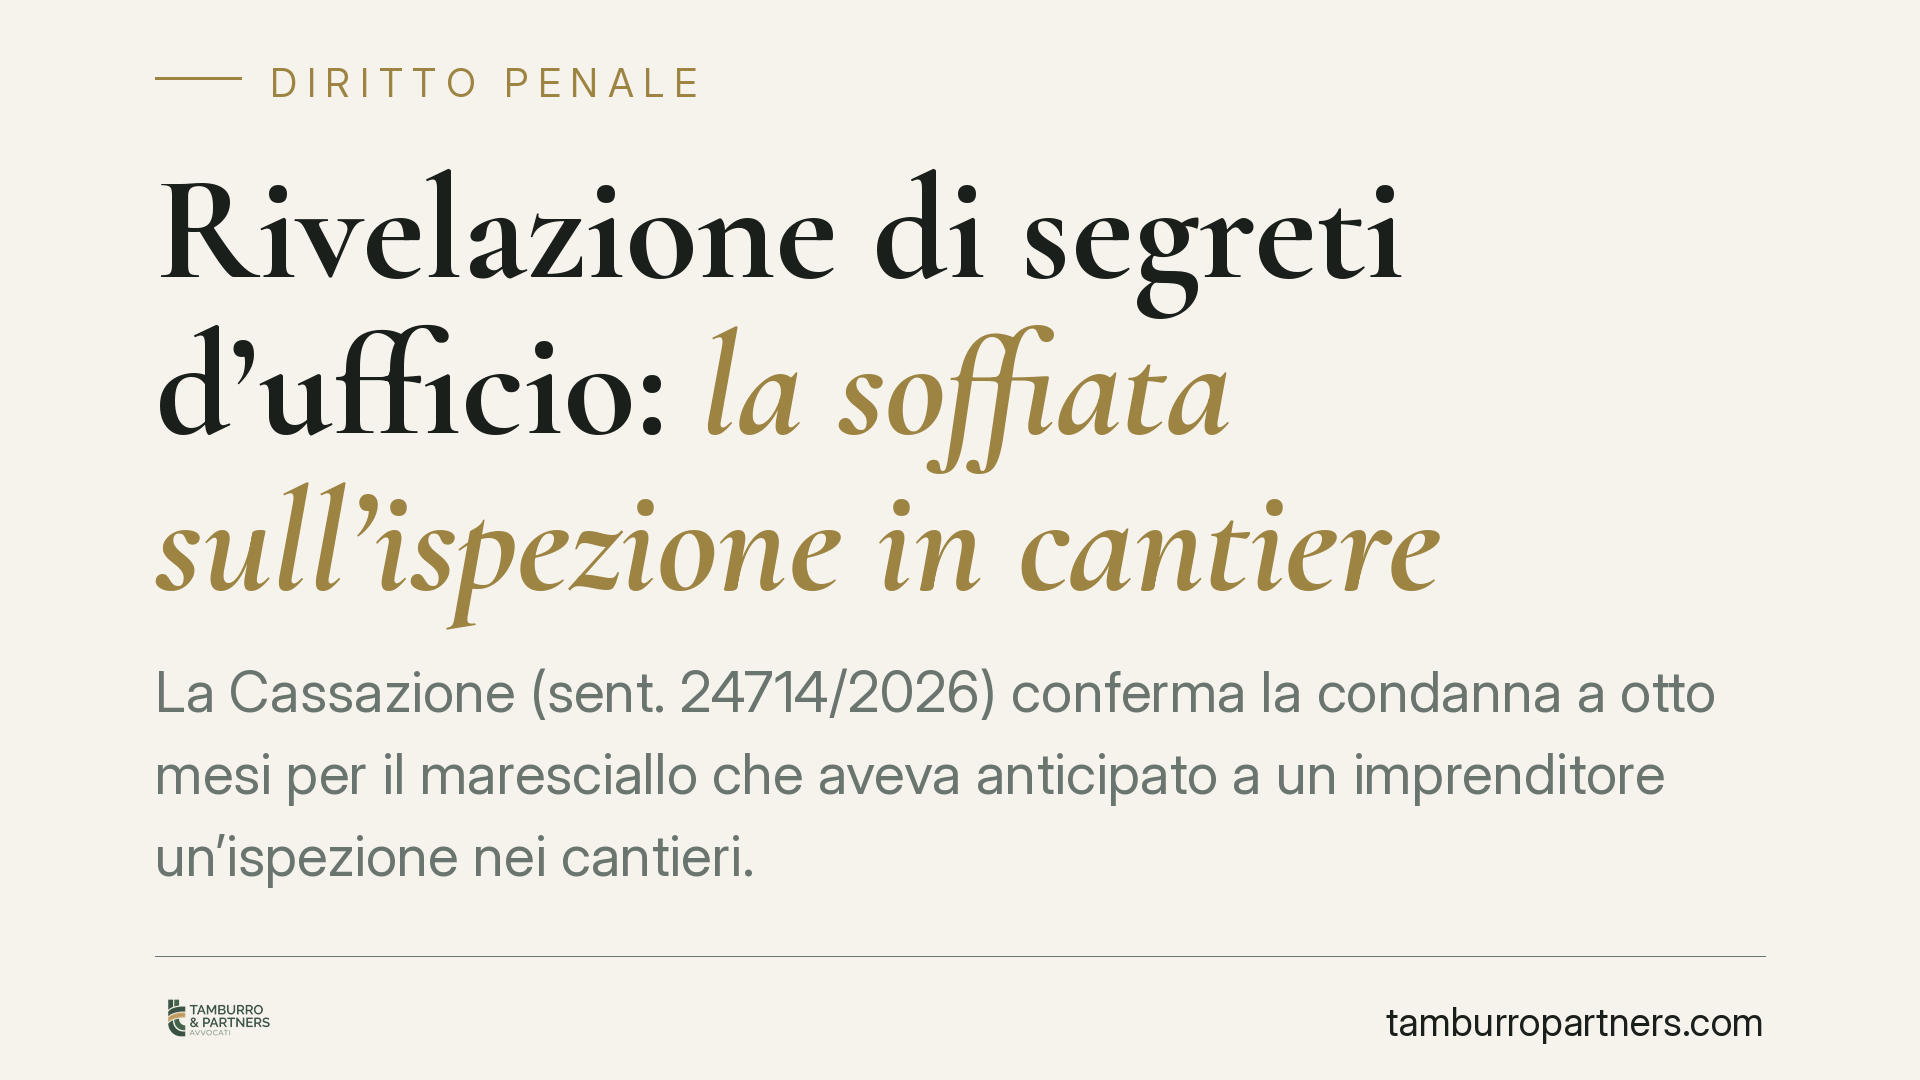 DIRITTO PENALE
Rivelazione di segreti
d’ufficio: la soffiata
sull’ispezione in cantiere
La Cassazione (sent. 24714/2026) conferma la condanna a otto
mesi per il maresciallo che aveva anticipato a un imprenditore
un’ispezione nei cantieri.
TAMBURRO
& PARTNERS
AVVOCATI
tamburropartners.com